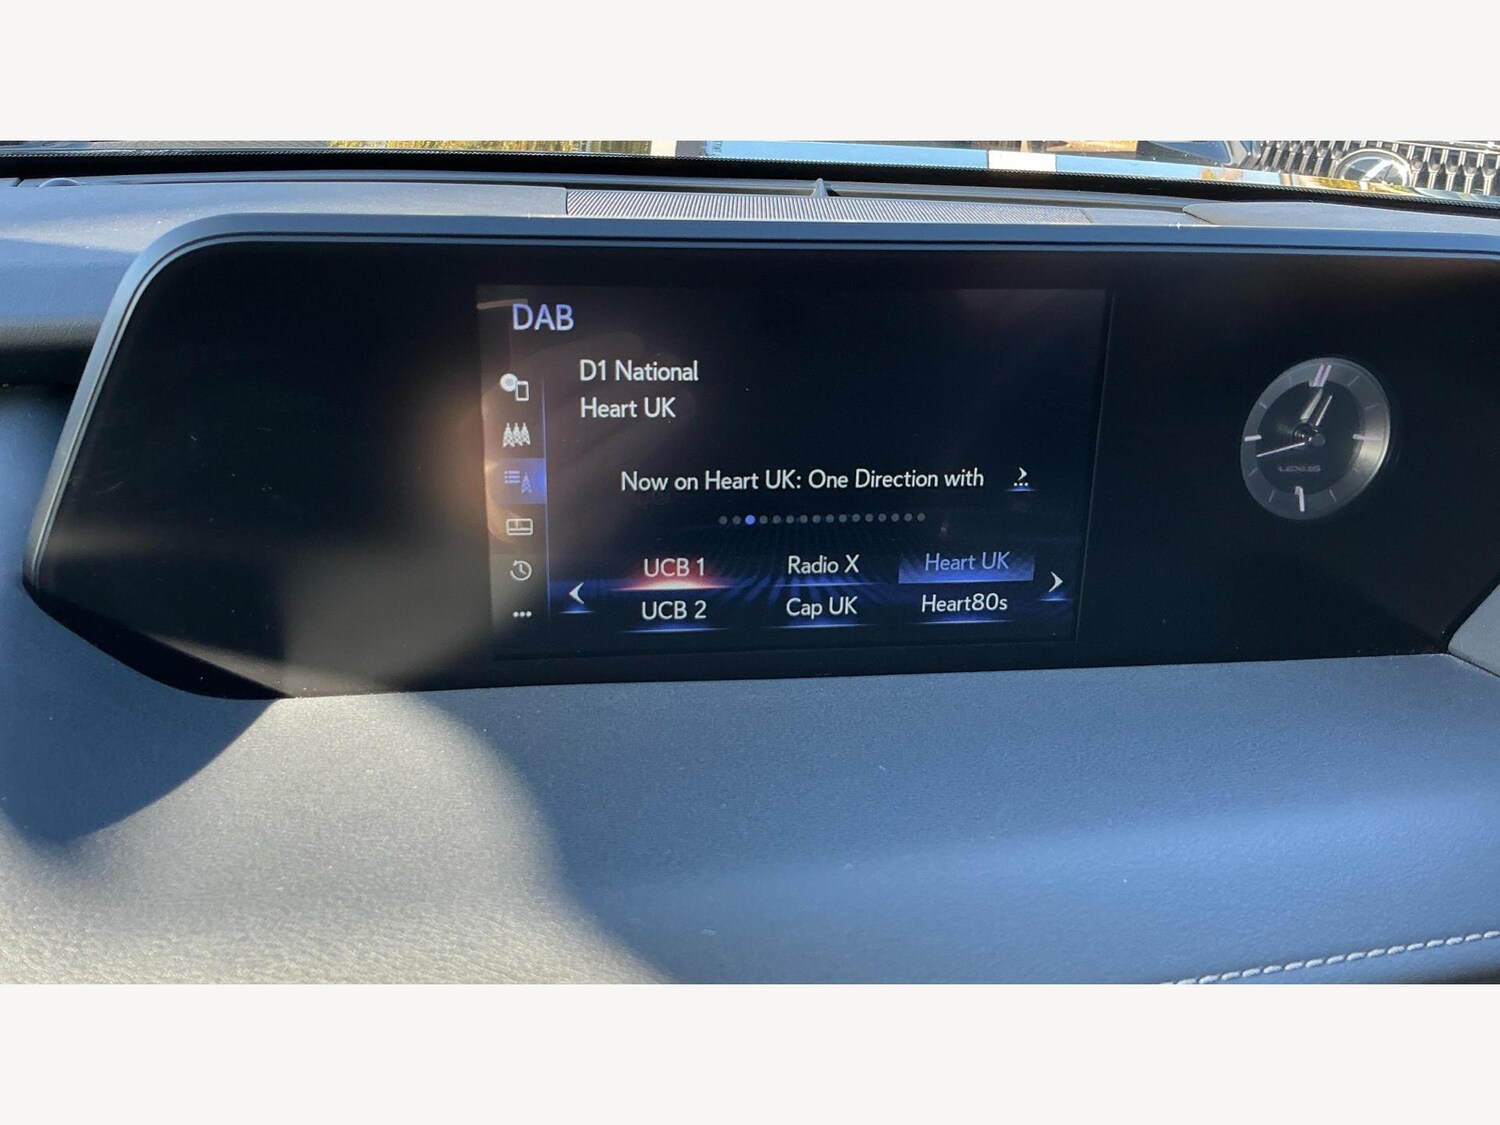 DAB
D1 National
Heart UK
Now on Heart UK: One Direction with
UCB 1
Radio X
Heart UK
UCB 2
Cap UK
Heart80s
LEXUS